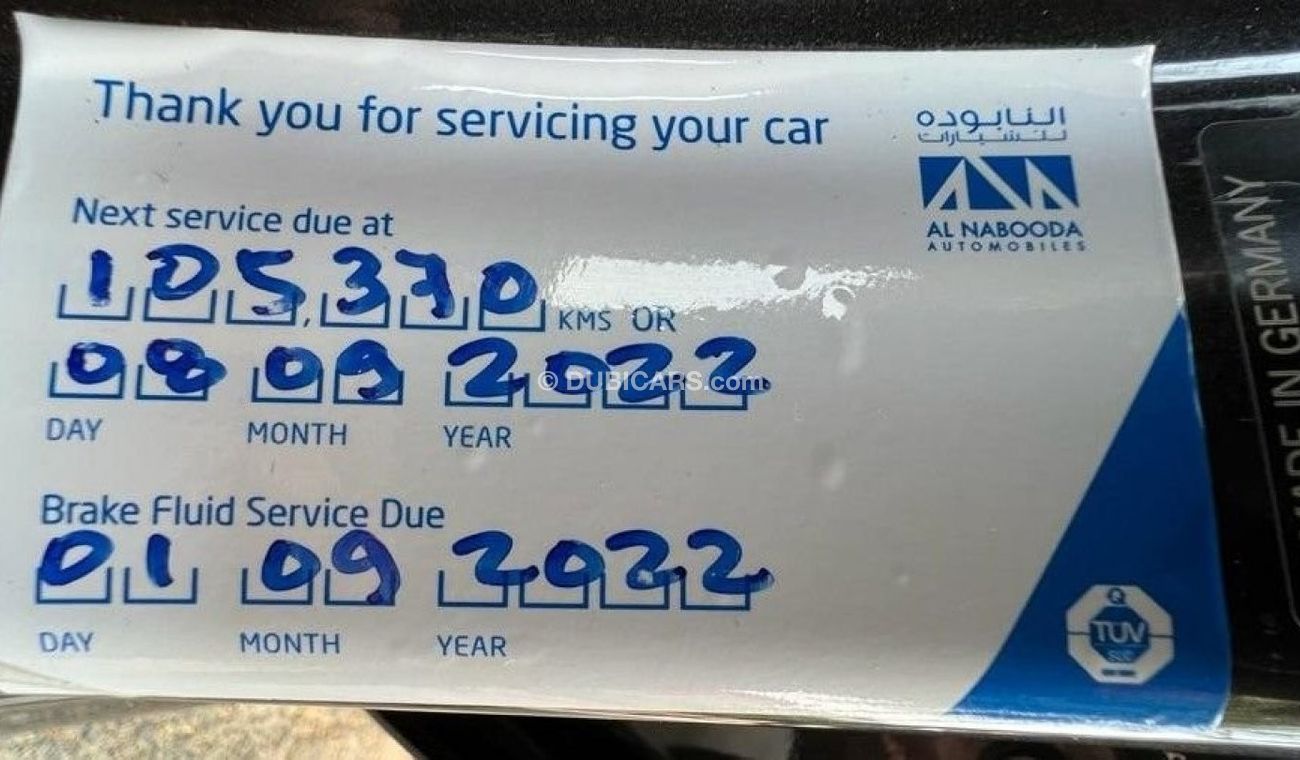 Thank you for servicing your car
النابوده
للسيارات
AL NABOODA
AUTOMOBILES
Next service due at
105,370 KMS OR
08 09 2022
© DUBICARS.com
DAY MONTH YEAR
Brake Fluid Service Due
01 09 2022
DAY MONTH YEAR
Q
TÜV
MADE IN GERMANY